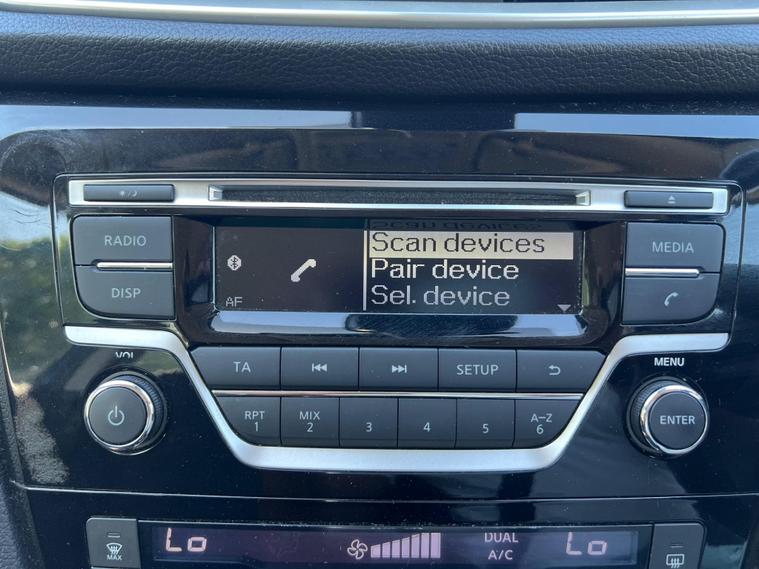 RADIO
DISP
AF
Scan devices
Pair device
Sel. device
MEDIA
VOL
TA
SETUP
MENU
RPT
1
MIX
2
3
4
5
A-Z
6
ENTER
MAX
Lo
DUAL
A/C
Lo